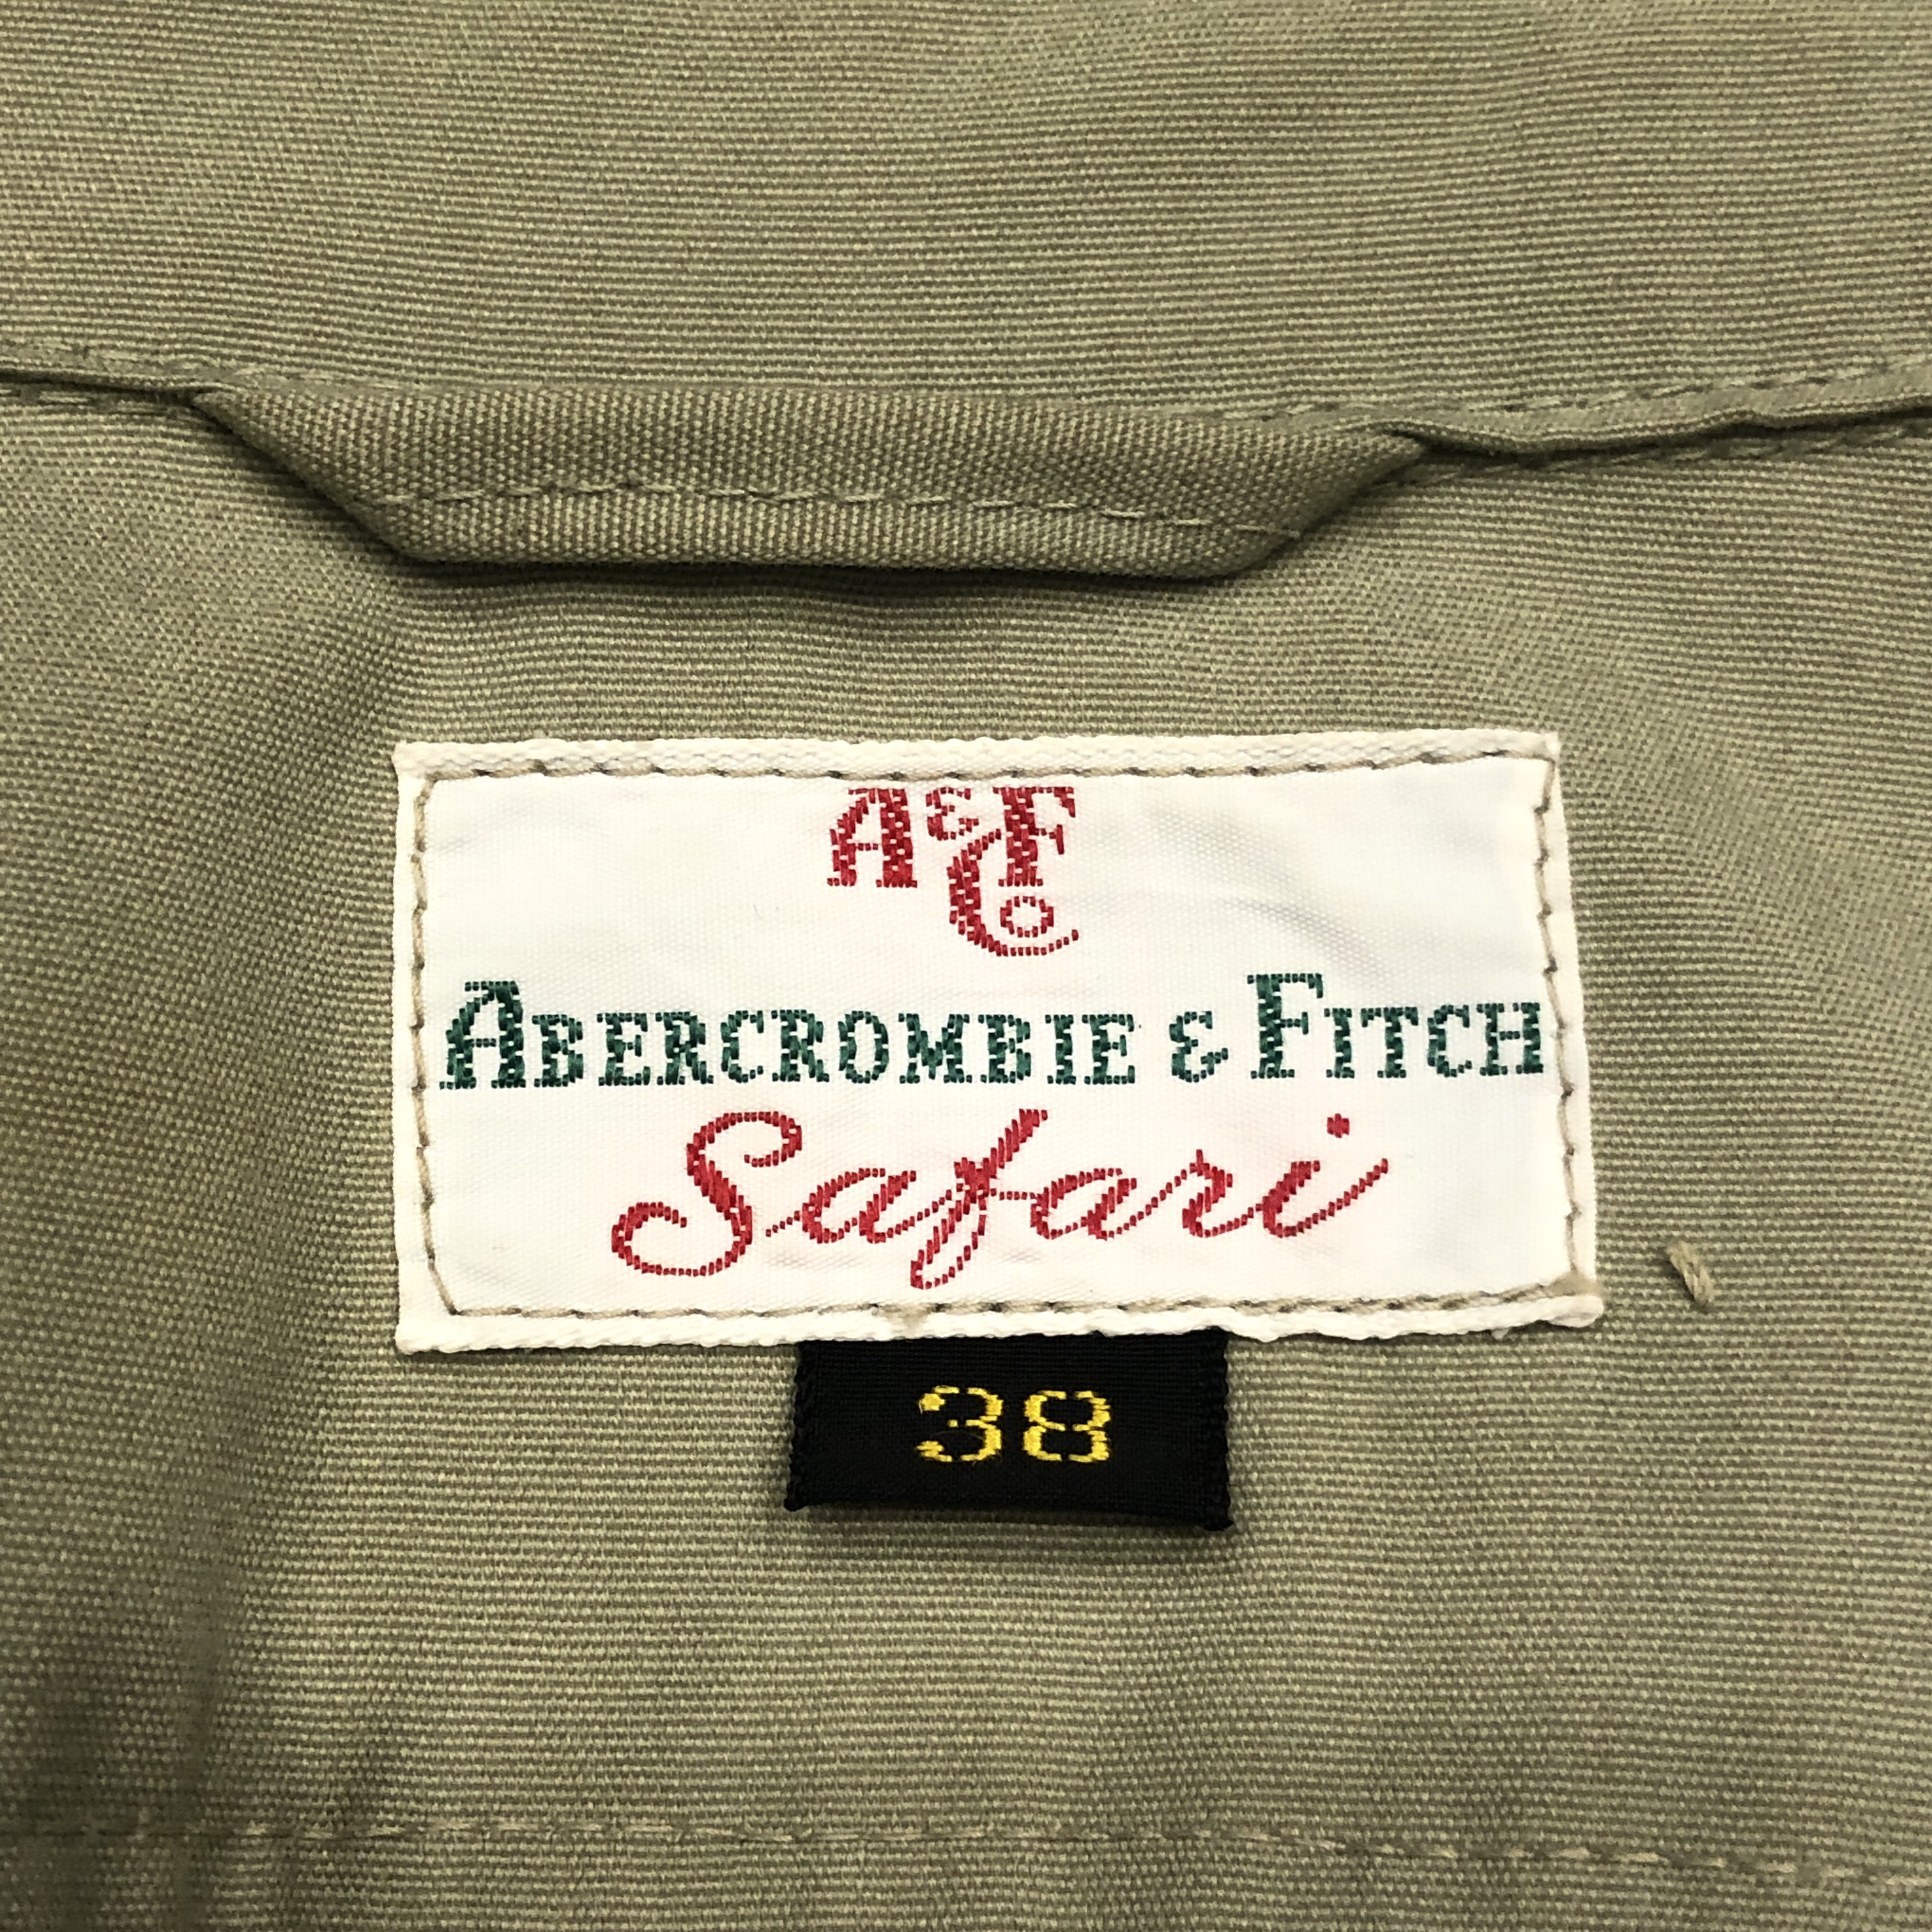 A&F Co
ABERCROMBIE & FITCH
Safari
38